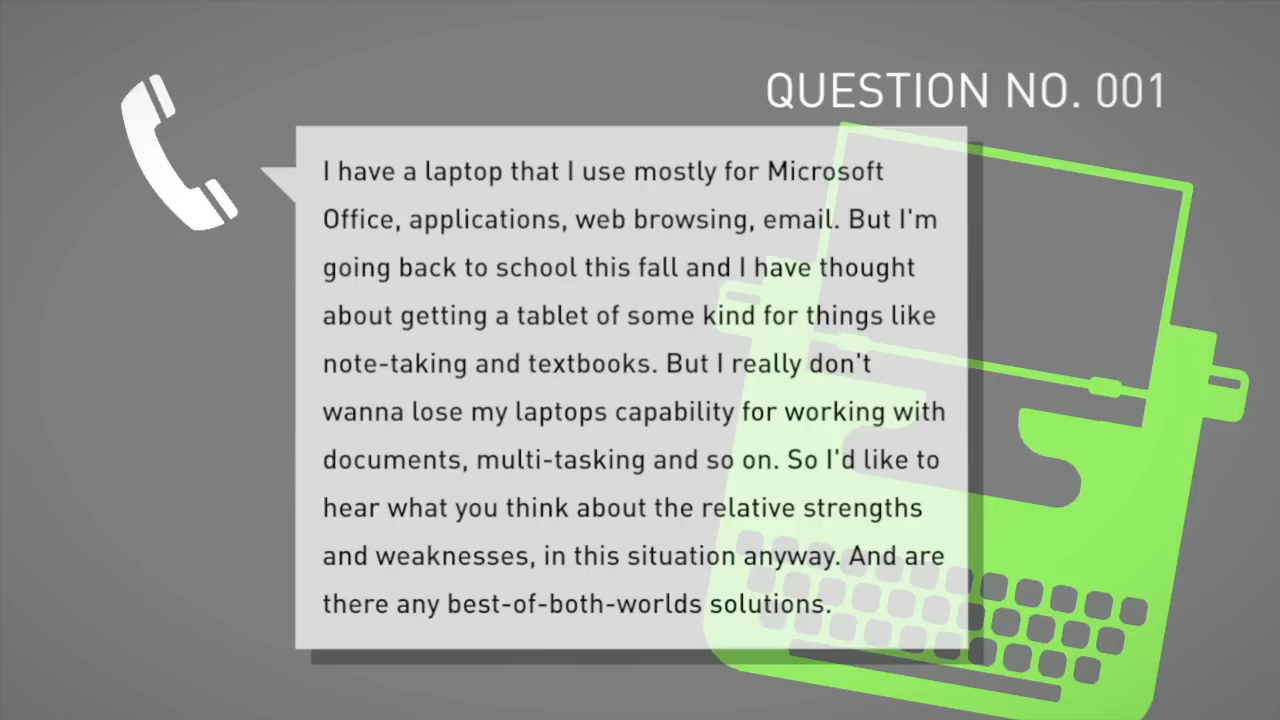 QUESTION NO. 001
I have a laptop that I use mostly for Microsoft
Office, applications, web browsing, email. But I'm
going back to school this fall and I have thought
about getting a tablet of some kind for things like
note-taking and textbooks. But I really don't
wanna lose my laptops capability for working with
documents, multi-tasking and so on. So I'd like to
hear what you think about the relative strengths
and weaknesses, in this situation anyway. And are
there any best-of-both-worlds solutions.